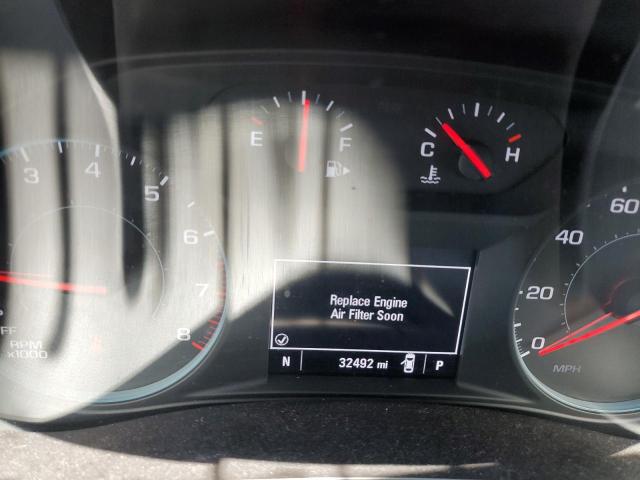 E F
C H
3 4 5 6 7 8
OFF
RPM
x1000
Replace Engine
Air Filter Soon
N 32492 mi P
0 20 40 60
MPH